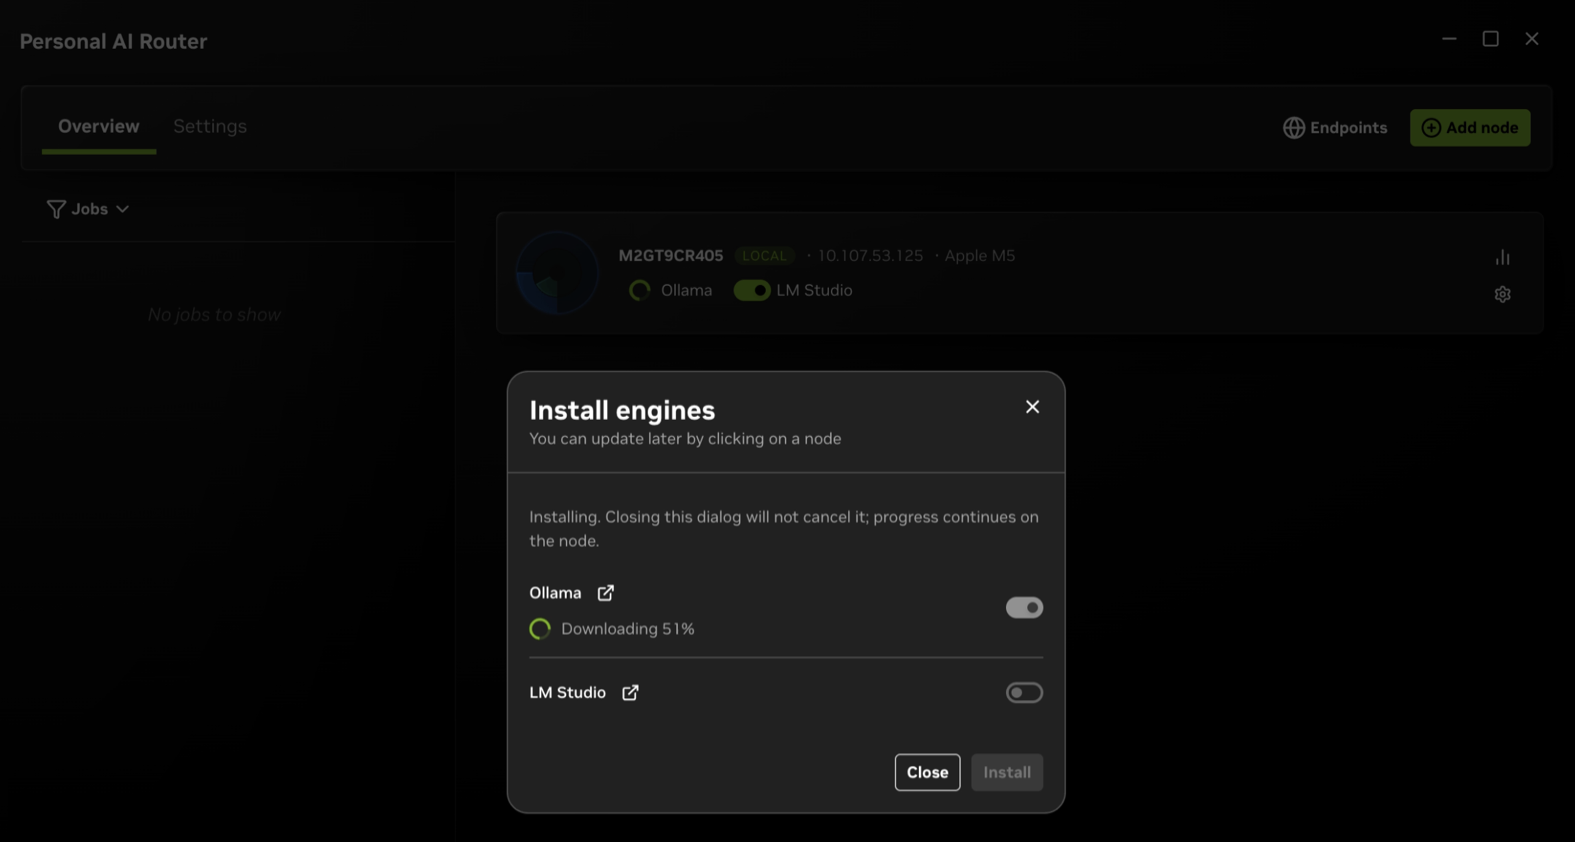 Personal AI Router
Overview
Settings
Endpoints
Add node
Jobs
No jobs to show
M2GT9CR405 LOCAL · 10.107.53.125 · Apple M5
Ollama
LM Studio
Install engines
You can update later by clicking on a node
Installing. Closing this dialog will not cancel it; progress continues on
the node.
Ollama
Downloading 51%
LM Studio
Close
Install